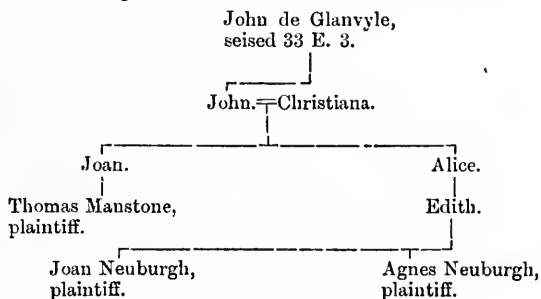 John de Glanvyle,
seised 33 E. 3.
John.=Christiana.
Joan.
Alice.
Thomas Manstone,
plaintiff.
Edith.
Joan Neuburgh,
plaintiff.
Agnes Neuburgh,
plaintiff.